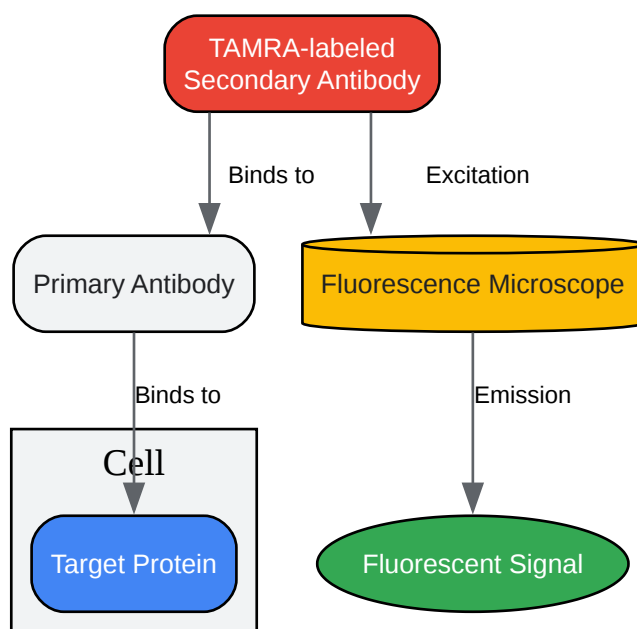 TAMRA-labeled
Secondary Antibody
Binds to
Excitation
Primary Antibody
Fluorescence Microscope
Binds to
Emission
Cell
Target Protein
Fluorescent Signal